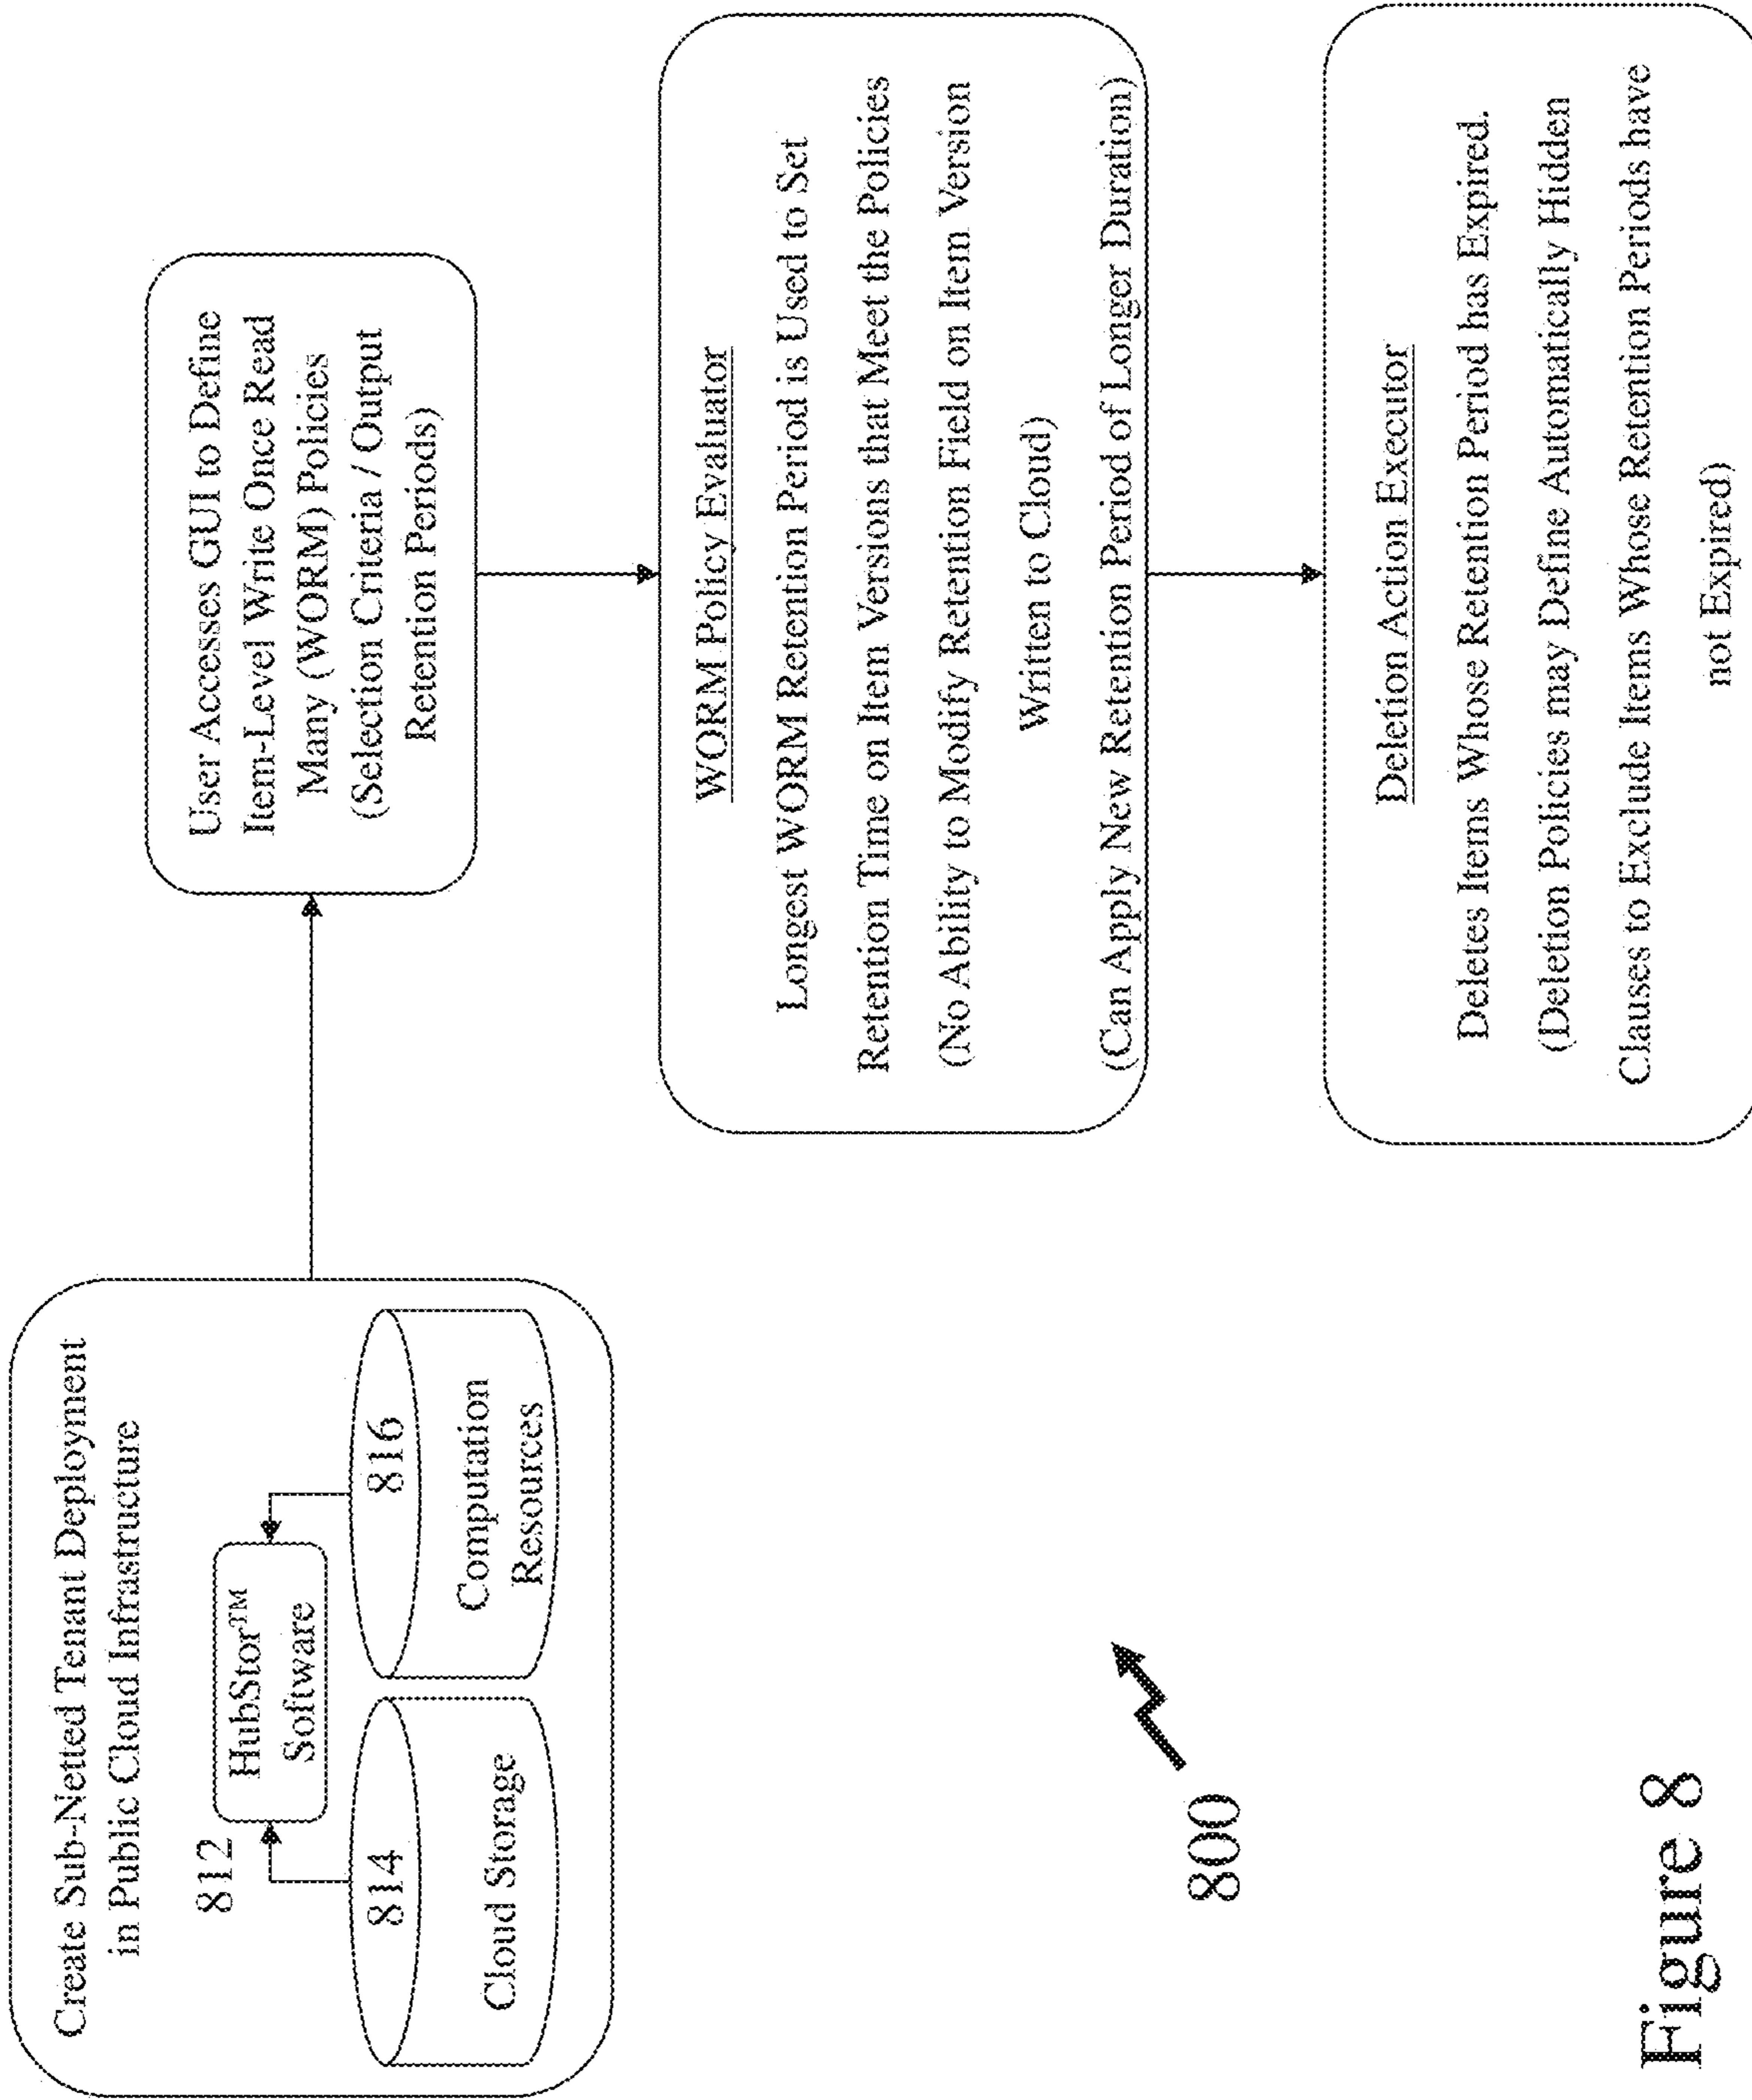 Create Sub-Netted Tenant Deployment
in Public Cloud Infrastructure
812
HubStor™
Software
814
Cloud Storage
816
Computation
Resources
User Accesses GUI to Define
Item-Level Write Once Read
Many (WORM) Policies
(Selection Criteria / Output
Retention Periods)
WORM Policy Evaluator
Longest WORM Retention Period is Used to Set
Retention Time on Item Versions that Meet the Policies
(No Ability to Modify Retention Field on Item Version
Written to Cloud)
(Can Apply New Retention Period of Longer Duration)
Deletion Action Executor
Deletes Items Whose Retention Period has Expired.
(Deletion Policies may Define Automatically Hidden
Clauses to Exclude Items Whose Retention Periods have
not Expired)
800
Figure 8